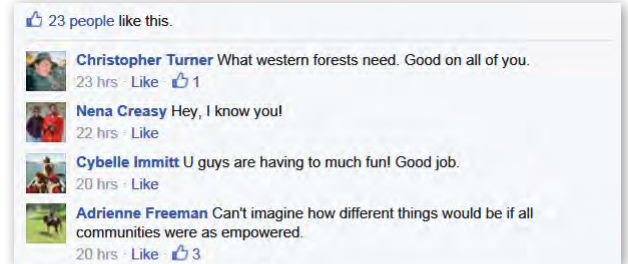 23 people like this.
Christopher Turner What western forests need. Good on all of you.
23 hrs · Like · 1
Nena Creasy Hey, I know you!
22 hrs · Like
Cybelle Immitt U guys are having to much fun! Good job.
20 hrs · Like
Adrienne Freeman Can't imagine how different things would be if all
communities were as empowered.
20 hrs · Like · 3